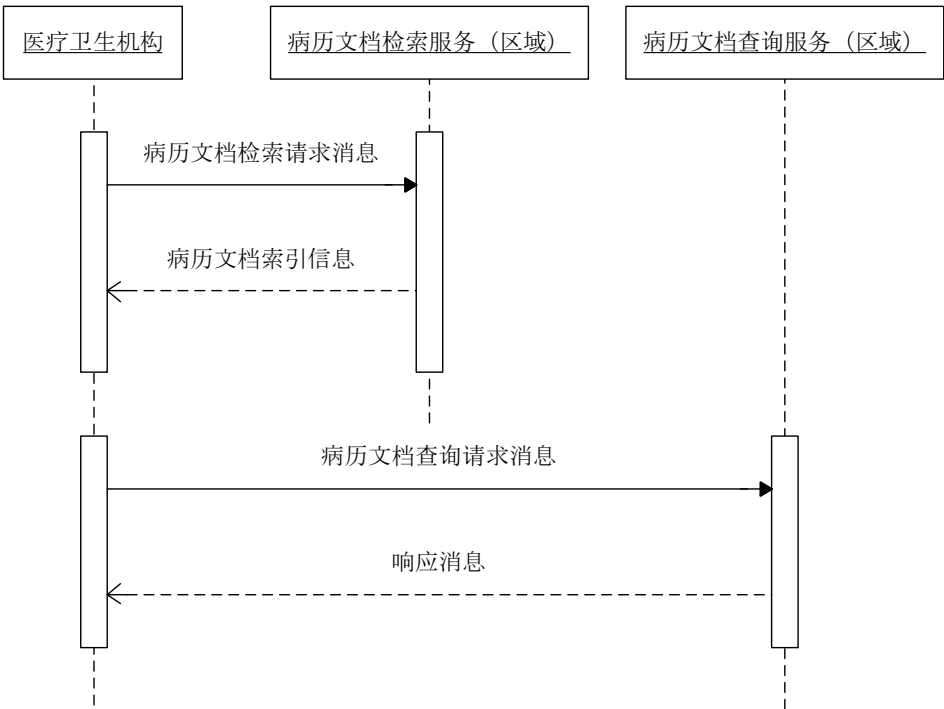 医疗卫生机构
病历文档检索服务（区域）
病历文档查询服务（区域）
病历文档检索请求消息
病历文档索引信息
病历文档查询请求消息
响应消息